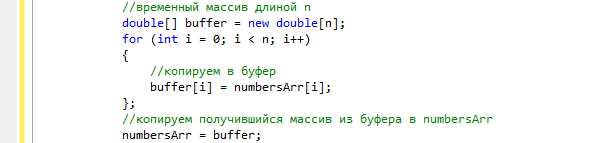 //временный массив длиной n
double[] buffer = new double[n];
for (int i = 0; i < n; i++)
{
//копируем в буфер
buffer[i] = numbersArr[i];
};
//копируем получившийся массив из буфера в numbersArr
numbersArr = buffer;